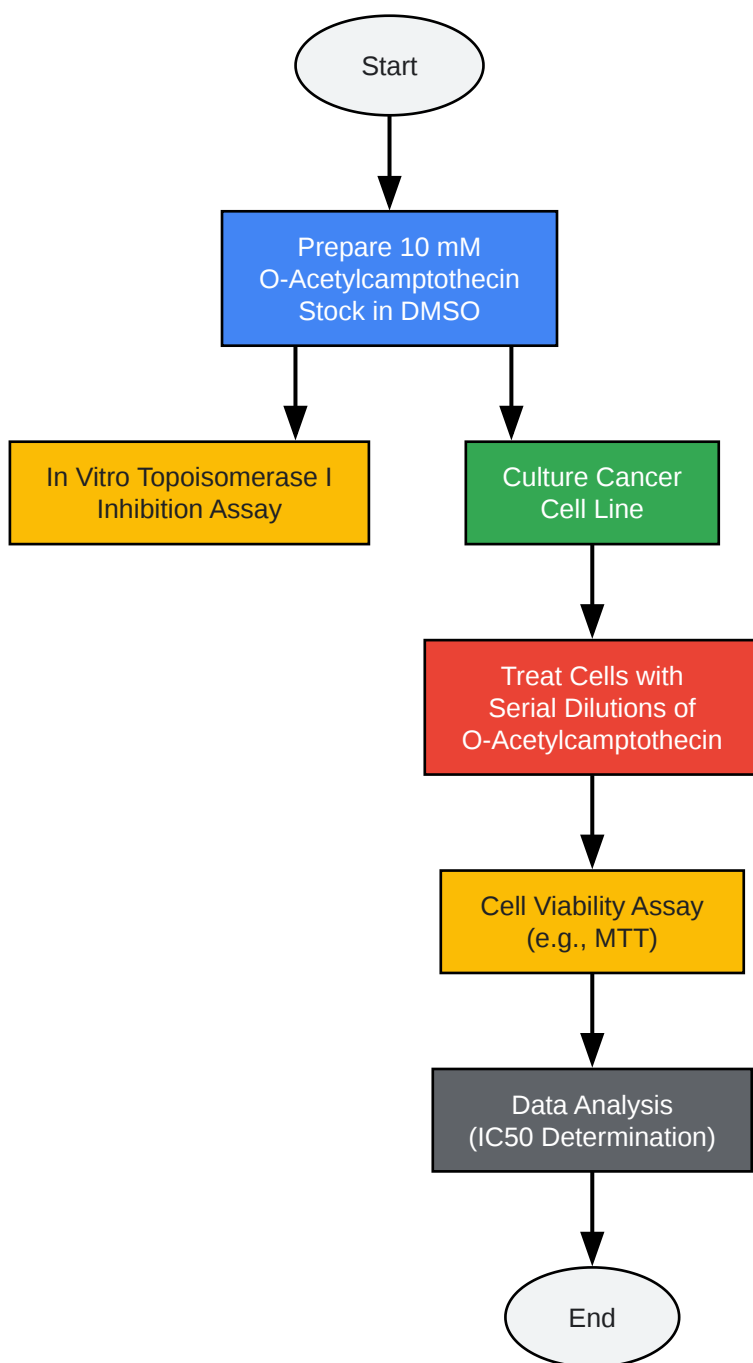 Start
Prepare 10 mM
O-Acetylcamptothecin
Stock in DMSO
In Vitro Topoisomerase I
Inhibition Assay
Culture Cancer
Cell Line
Treat Cells with
Serial Dilutions of
O-Acetylcamptothecin
Cell Viability Assay
(e.g., MTT)
Data Analysis
(IC50 Determination)
End